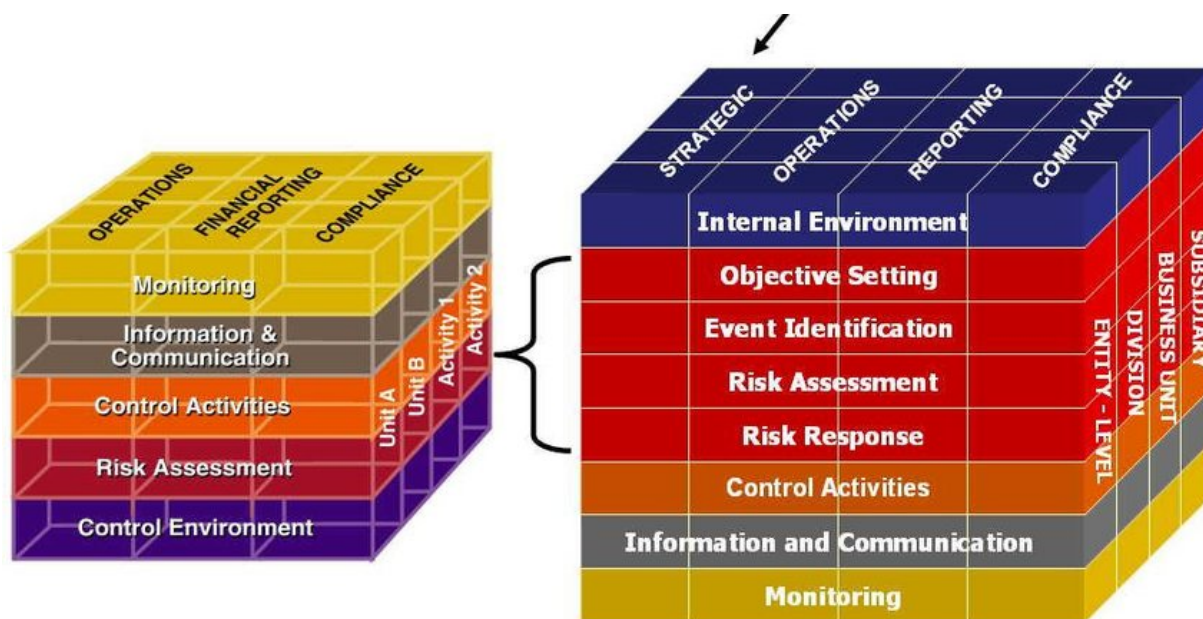 OPERATIONS
FINANCIAL
REPORTING
COMPLIANCE
Monitoring
Information &
Communication
Control Activities
Risk Assessment
Control Environment
Unit A
Unit B
Activity 1
Activity 2
STRATEGIC
OPERATIONS
REPORTING
COMPLIANCE
Internal Environment
Objective Setting
Event Identification
Risk Assessment
Risk Response
Control Activities
Information and Communication
Monitoring
ENTITY - LEVEL
DIVISION
BUSINESS UNIT
SUBSIDIARY